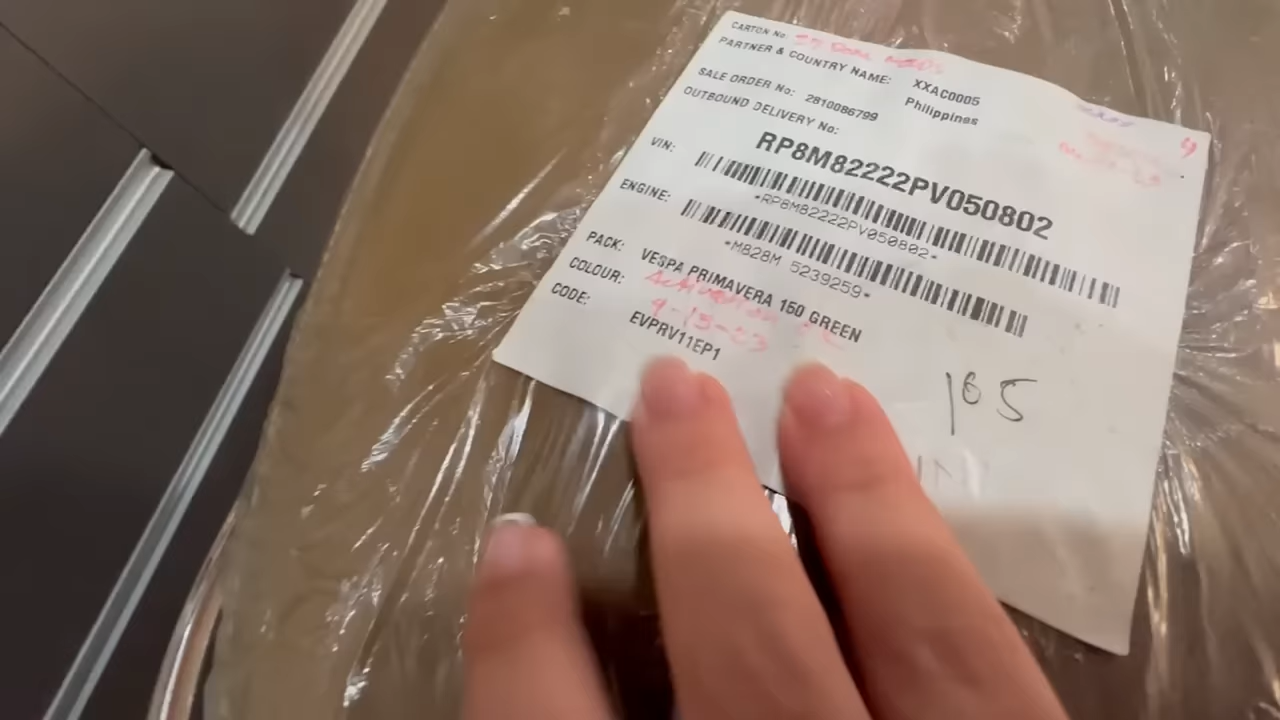 CARTON No:
PARTNER & COUNTRY NAME: XXAC0005
Philippines
SALE ORDER No: 2810086799
OUTBOUND DELIVERY No:
VIN: RP8M82222PV050802
*RP8M82222PV050802*
ENGINE:
*M828M 5239259*
PACK: VESPA PRIMAVERA 150 GREEN
COLOUR:
9-15-23
CODE: EVPRV11EP1
165